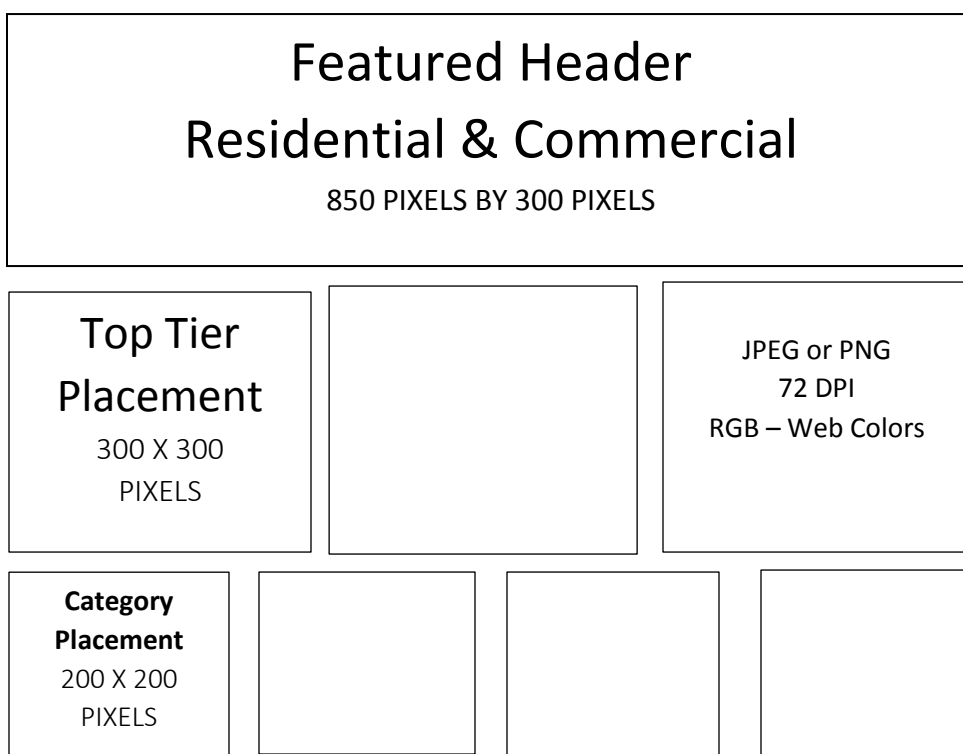 Featured Header
Residential & Commercial
850 PIXELS BY 300 PIXELS
Top Tier
Placement
300 X 300
PIXELS
JPEG or PNG
72 DPI
RGB – Web Colors
Category
Placement
200 X 200
PIXELS